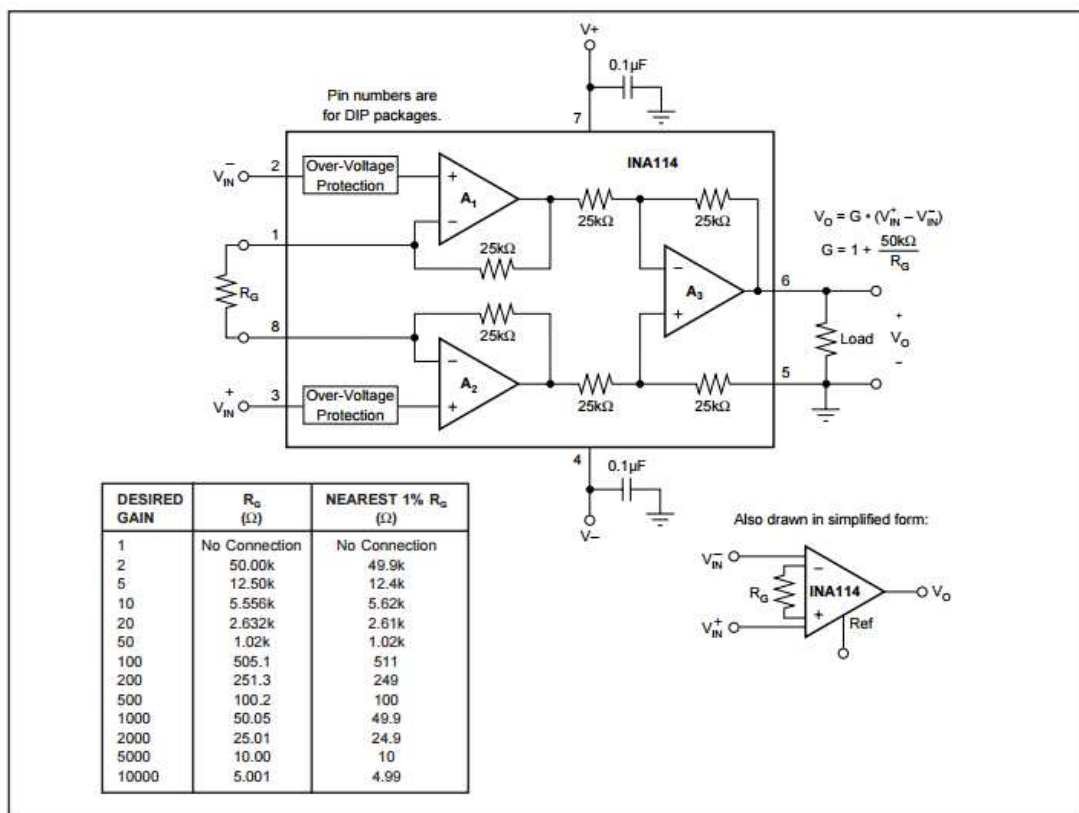 V+
0.1µF
Pin numbers are
for DIP packages.
7
INA114
2
V⁻IN
Over-Voltage
Protection
+
A1
−
25kΩ
25kΩ
25kΩ
1
RG
8
A3
−
+
6
VO = G • (V⁺IN – V⁻IN)
G = 1 + 50kΩ
RG
+
Load
VO
−
25kΩ
−
A2
+
3
V⁺IN
Over-Voltage
Protection
25kΩ
25kΩ
5
4
0.1µF
V−
DESIRED GAIN | RG (Ω) | NEAREST 1% RG (Ω)
1 | No Connection | No Connection
2 | 50.00k | 49.9k
5 | 12.50k | 12.4k
10 | 5.556k | 5.62k
20 | 2.632k | 2.61k
50 | 1.02k | 1.02k
100 | 505.1 | 511
200 | 251.3 | 249
500 | 100.2 | 100
1000 | 50.05 | 49.9
2000 | 25.01 | 24.9
5000 | 10.00 | 10
10000 | 5.001 | 4.99
Also drawn in simplified form:
V⁻IN
−
RG
INA114
VO
+
V⁺IN
Ref